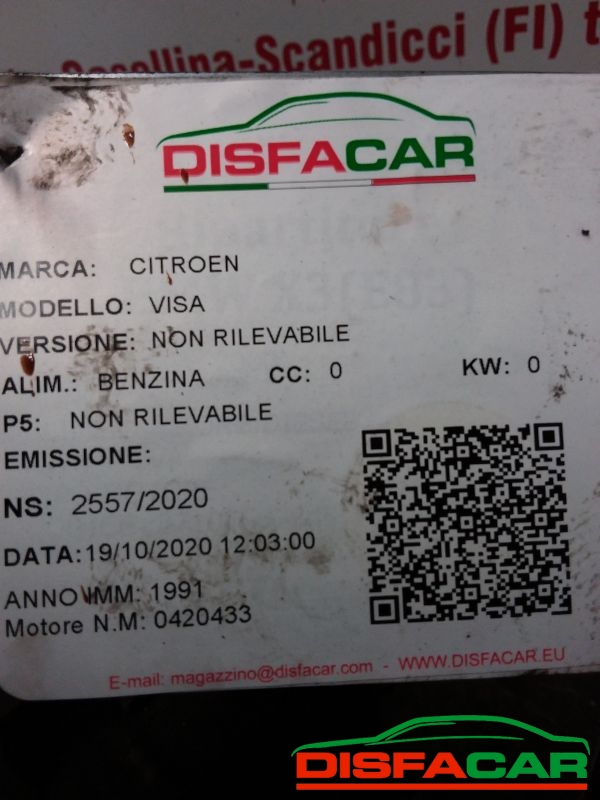 Casellina-Scandicci (FI) t
DISFACAR
MARCA: CITROEN
MODELLO: VISA
VERSIONE: NON RILEVABILE
ALIM.: BENZINA CC: 0 KW: 0
P5: NON RILEVABILE
EMISSIONE:
NS: 2557/2020
DATA:19/10/2020 12:03:00
ANNO IMM: 1991
Motore N.M: 0420433
E-mail: magazzino@disfacar.com - WWW.DISFACAR.EU
DISFACAR